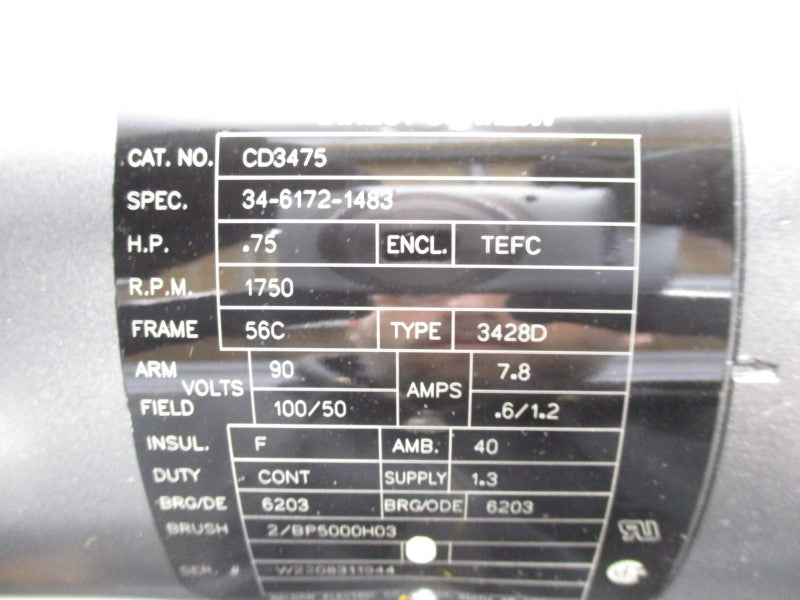 CAT. NO. CD3475
SPEC. 34-6172-1483
H.P. .75 ENCL. TEFC
R.P.M. 1750
FRAME 56C TYPE 3428D
ARM 90 7.8
VOLTS AMPS
FIELD 100/50 .6/1.2
INSUL. F AMB. 40
DUTY CONT SUPPLY 1.3
BRG/DE 6203 BRG/ODE 6203
BRUSH 2/BP5000H03
SER. # W2208311944